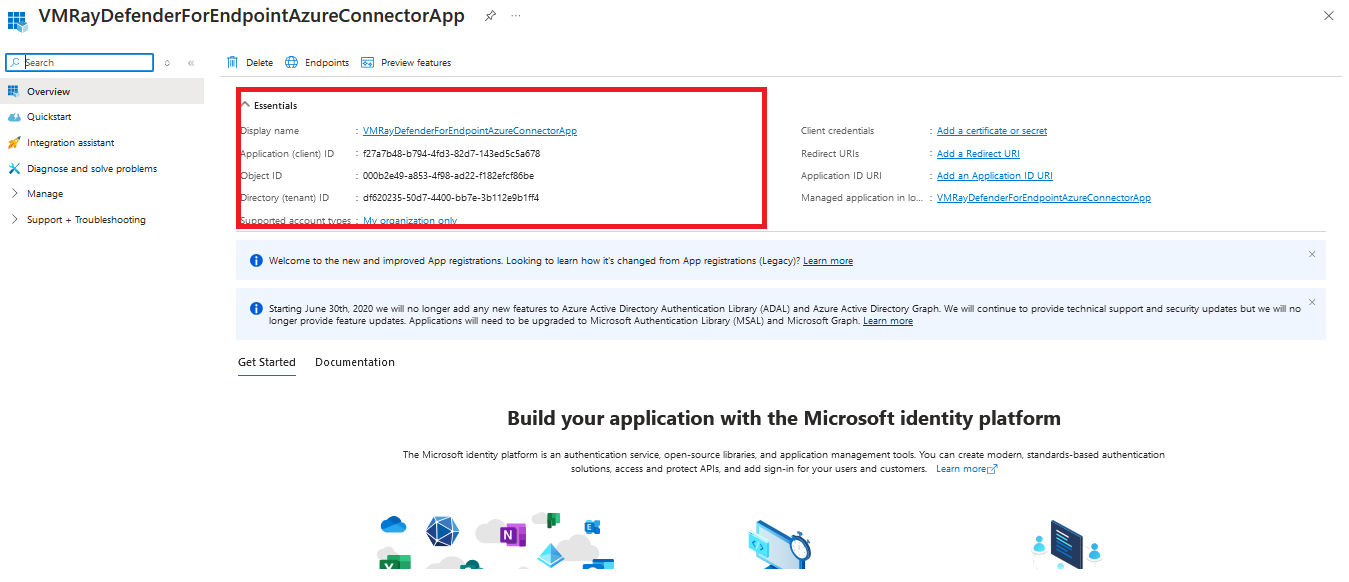 VMRayDefenderForEndpointAzureConnectorApp
Search
Overview
Quickstart
Integration assistant
Diagnose and solve problems
Manage
Support + Troubleshooting
Delete
Endpoints
Preview features
Essentials
Display name : VMRayDefenderForEndpointAzureConnectorApp
Application (client) ID : f27a7b48-b794-4fd3-82d7-143ed5c5a678
Object ID : 000b2e49-a853-4f98-ad22-f182efcf86be
Directory (tenant) ID : df620235-50d7-4400-bb7e-3b112e9b1ff4
Supported account types : My organization only
Client credentials : Add a certificate or secret
Redirect URIs : Add a Redirect URI
Application ID URI : Add an Application ID URI
Managed application in lo... : VMRayDefenderForEndpointAzureConnectorApp
Welcome to the new and improved App registrations. Looking to learn how it's changed from App registrations (Legacy)? Learn more
Starting June 30th, 2020 we will no longer add any new features to Azure Active Directory Authentication Library (ADAL) and Azure Active Directory Graph. We will continue to provide technical support and security updates but we will no
longer provide feature updates. Applications will need to be upgraded to Microsoft Authentication Library (MSAL) and Microsoft Graph. Learn more
Get Started
Documentation
Build your application with the Microsoft identity platform
The Microsoft identity platform is an authentication service, open-source libraries, and application management tools. You can create modern, standards-based authentication
solutions, access and protect APIs, and add sign-in for your users and customers. Learn more